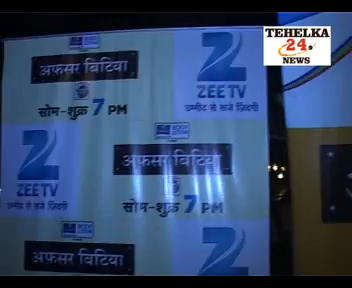 TEHELKA
24.
NEWS
अफसर बिटिया
सोम-शुक्र 7 PM
ZEE TV
उम्मीद से सजे ज़िंदगी
ZEE TV
उम्मीद से सजे ज़िंदगी
अफसर बिटिया
सोम-शुक्र 7 PM
अफसर बिटिया